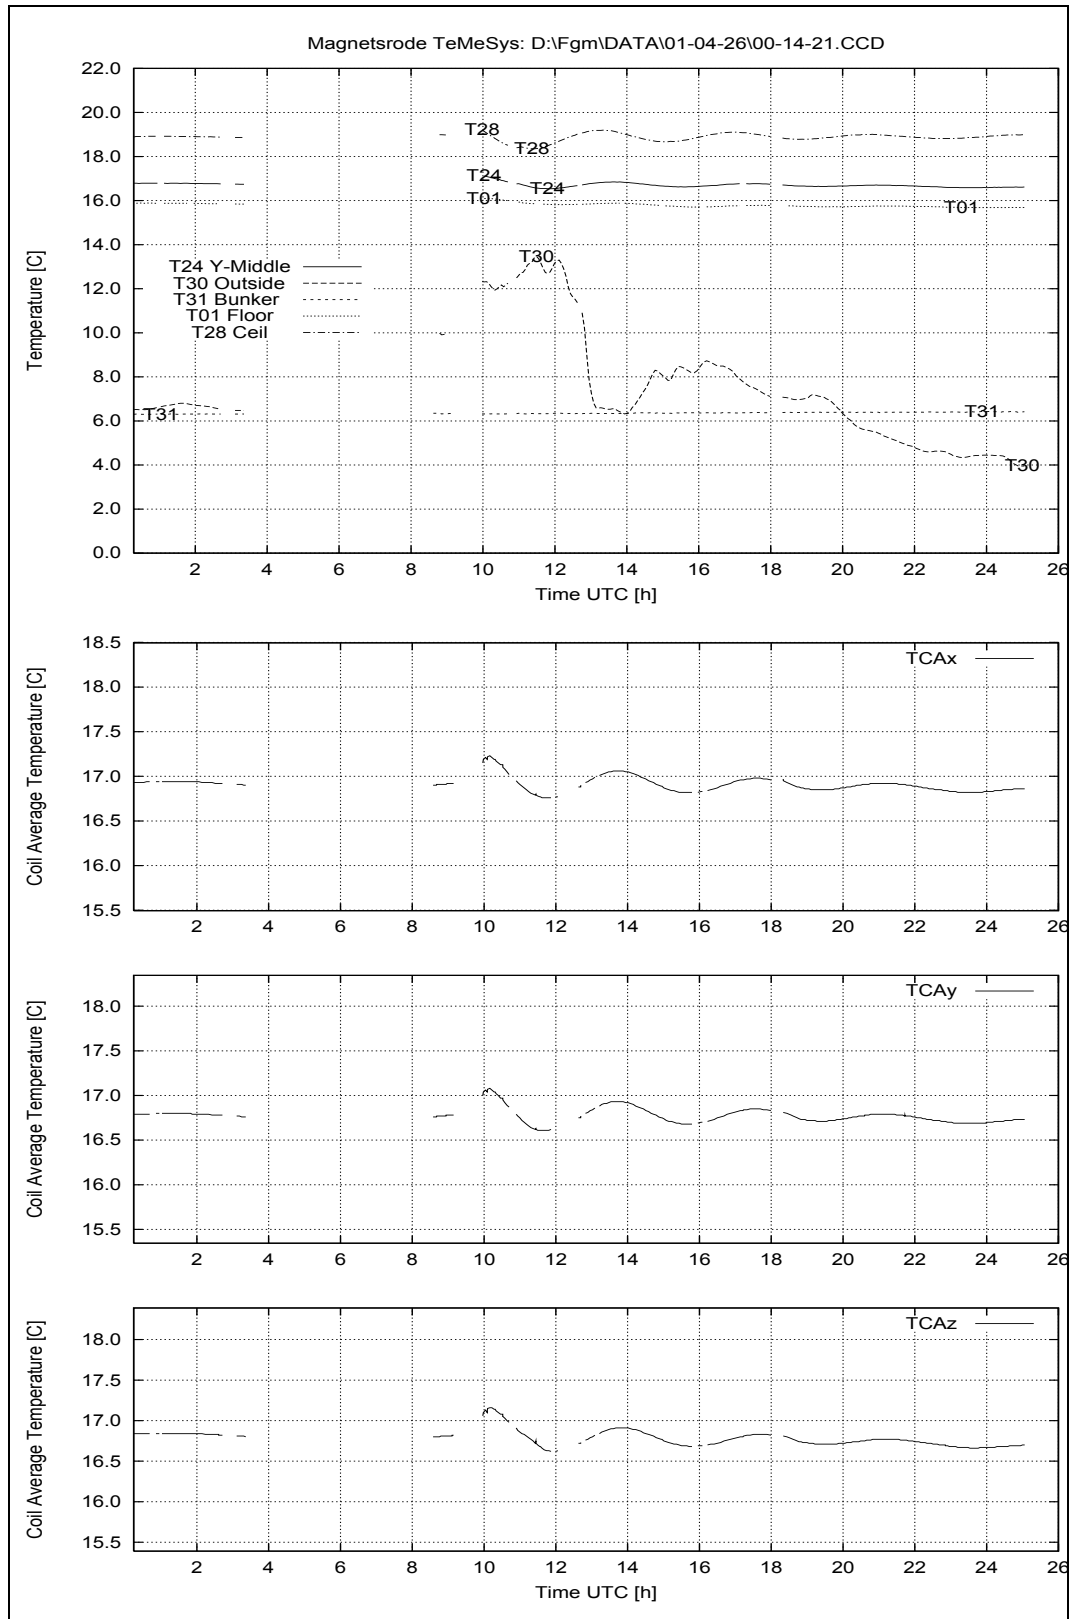 Magnetsrode TeMeSys: D:\Fgm\DATA\01-04-26\00-14-21.CCD
22.0
20.0
18.0
16.0
14.0
12.0
10.0
8.0
6.0
4.0
2.0
0.0
Temperature [C]
T28
T28
T24
T24
T01
T01
T30
T24 Y-Middle
T30 Outside
T31 Bunker
T01 Floor
T28 Ceil
T31
T31
T30
2 4 6 8 10 12 14 16 18 20 22 24 26
Time UTC [h]
18.5
18.0
17.5
17.0
16.5
16.0
15.5
Coil Average Temperature [C]
TCAx
2 4 6 8 10 12 14 16 18 20 22 24 26
18.0
17.5
17.0
16.5
16.0
15.5
Coil Average Temperature [C]
TCAy
2 4 6 8 10 12 14 16 18 20 22 24 26
18.0
17.5
17.0
16.5
16.0
15.5
Coil Average Temperature [C]
TCAz
2 4 6 8 10 12 14 16 18 20 22 24 26
Time UTC [h]